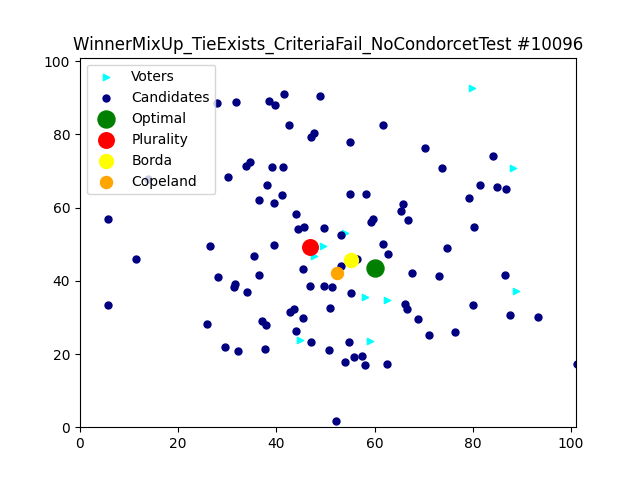 WinnerMixUp_TieExists_CriteriaFail_NoCondorcetTest #10096
100
80
60
40
20
0
Voters
Candidates
Optimal
Plurality
Borda
Copeland
0 20 40 60 80 100